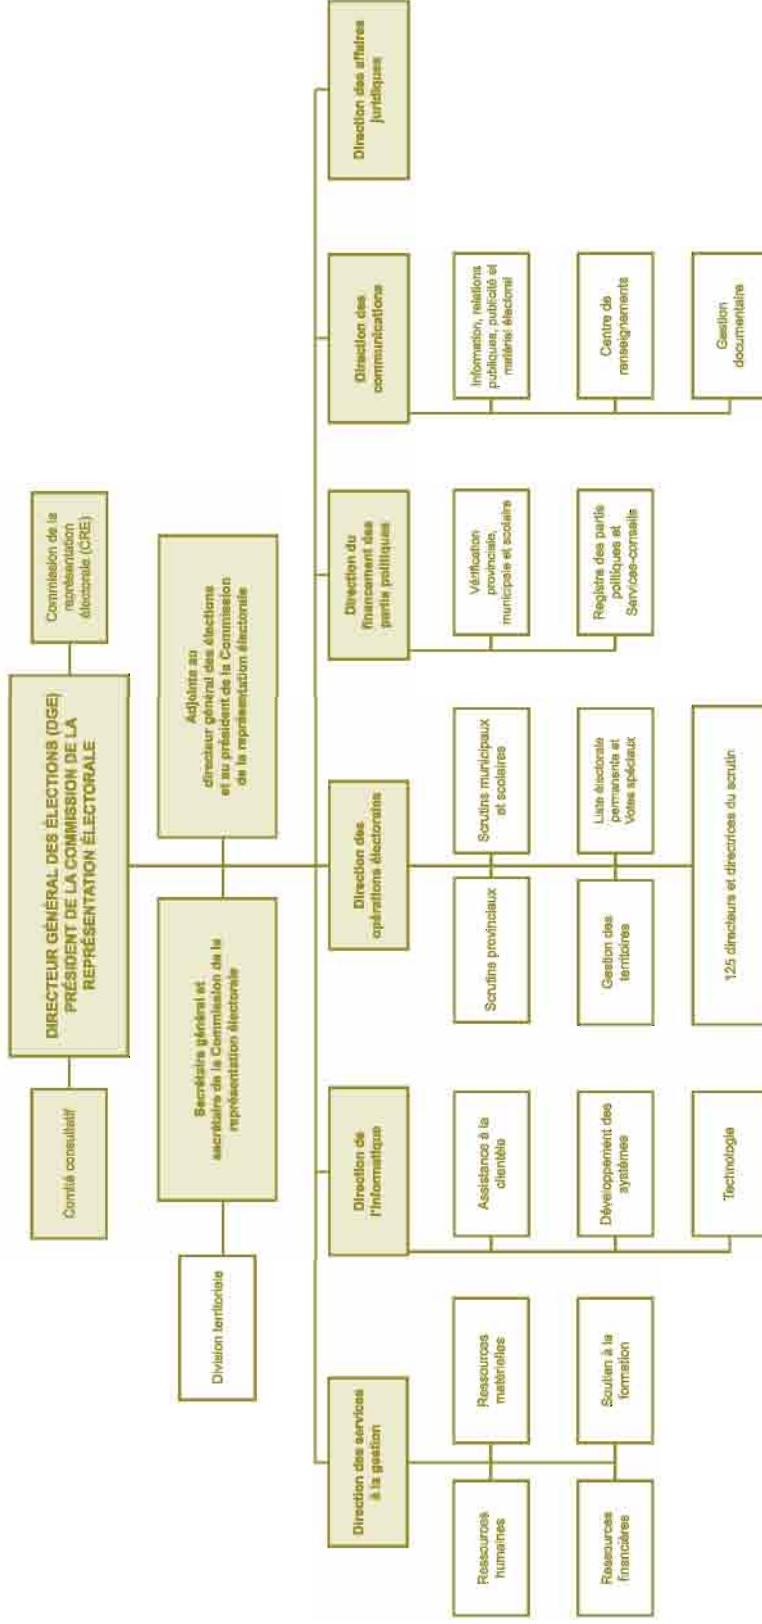 DIRECTEUR GÉNÉRAL DES ÉLECTIONS (DGE)
PRÉSIDENT DE LA COMMISSION DE LA
REPRÉSENTATION ÉLECTORALE
Comité consultatif
Commission de la
représentation
électorale (CRE)
Secrétaire général et
secrétaire de la Commission de la
représentation électorale
Adjointe au
directeur général des élections
et au président de la Commission
de la représentation électorale
Division territoriale
Direction des services
à la gestion
Ressources
humaines
Ressources
matérielles
Ressources
financières
Soutien à la
formation
Direction de
l'informatique
Assistance à la
clientèle
Développement des
systèmes
Technologie
Direction des
opérations électorales
Scrutins provinciaux
Scrutins municipaux
et scolaires
Gestion des
territoires
Liste électorale
permanente et
Votes spéciaux
125 directeurs et directrices du scrutin
Direction du
financement des
partis politiques
Vérification
provinciale,
municipale et scolaire
Registre des partis
politiques et
Services-conseils
Direction des
communications
Information, relations
publiques, publicité et
matériel électoral
Centre de
renseignements
Gestion
documentaire
Direction des affaires
juridiques